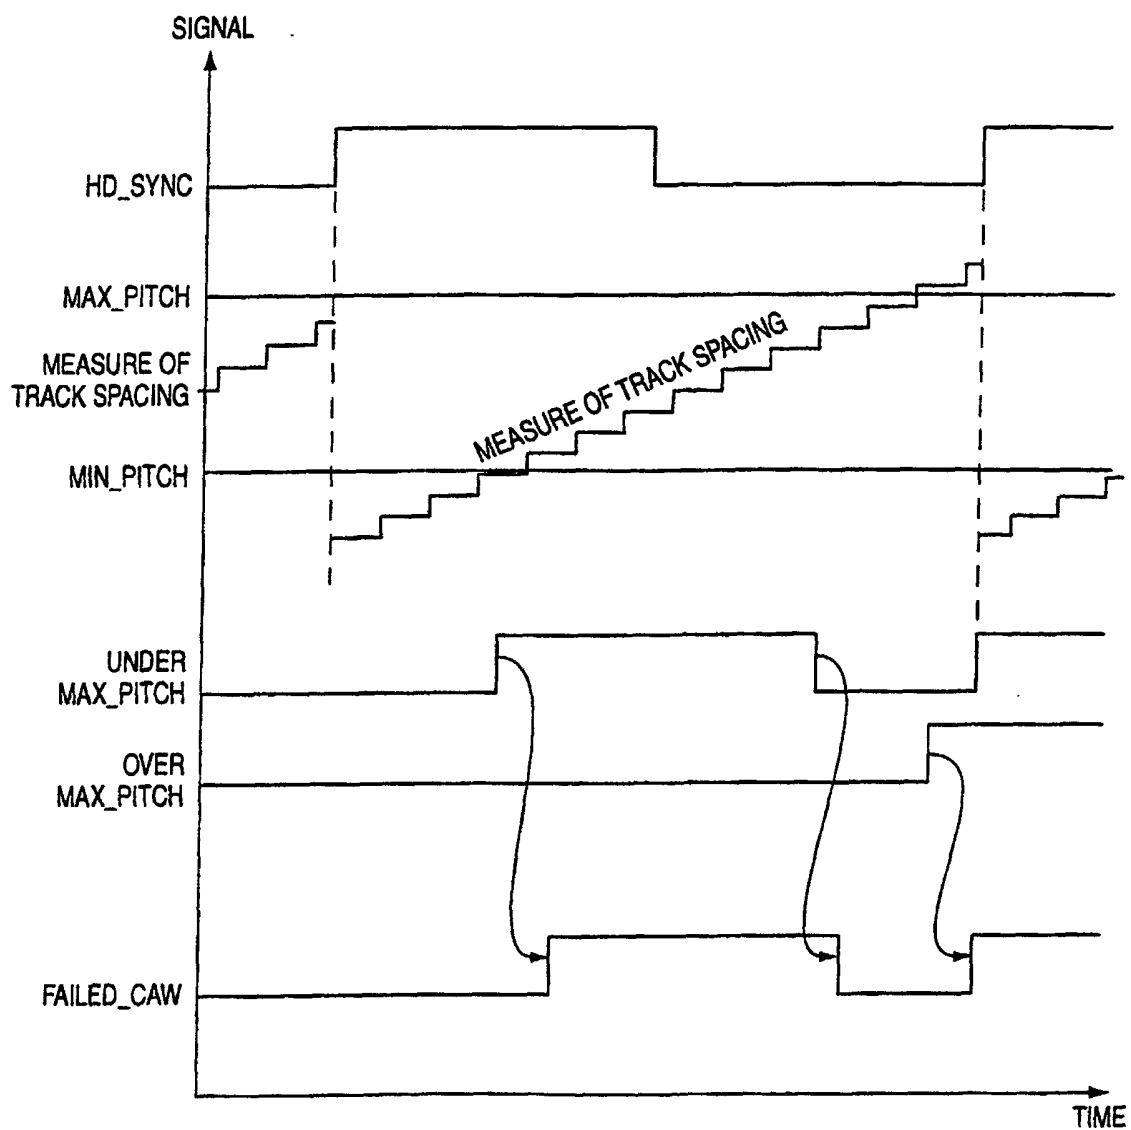 SIGNAL
HD_SYNC
MAX_PITCH
MEASURE OF
TRACK SPACING
MEASURE OF TRACK SPACING
MIN_PITCH
UNDER
MAX_PITCH
OVER
MAX_PITCH
FAILED_CAW
TIME